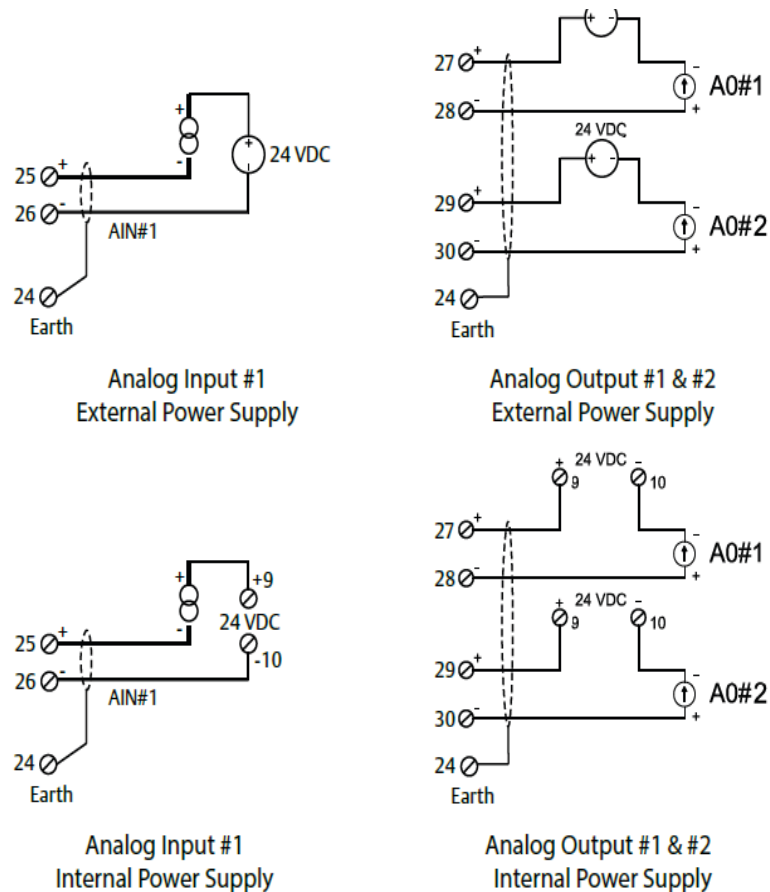 + -
27 +
28 -
- A0#1
+
24 VDC
+ -
29 +
30 -
- A0#2
+
24
Earth
Analog Output #1 & #2
External Power Supply
+
-
+
-
24 VDC
25 +
26 -
AIN#1
24
Earth
Analog Input #1
External Power Supply
+
-
+9
24 VDC
-10
25 +
26 -
AIN#1
24
Earth
Analog Input #1
Internal Power Supply
+ 24 VDC -
9 10
27 +
28 -
- A0#1
+
+ 24 VDC -
9 10
29 +
30 -
- A0#2
+
24
Earth
Analog Output #1 & #2
Internal Power Supply